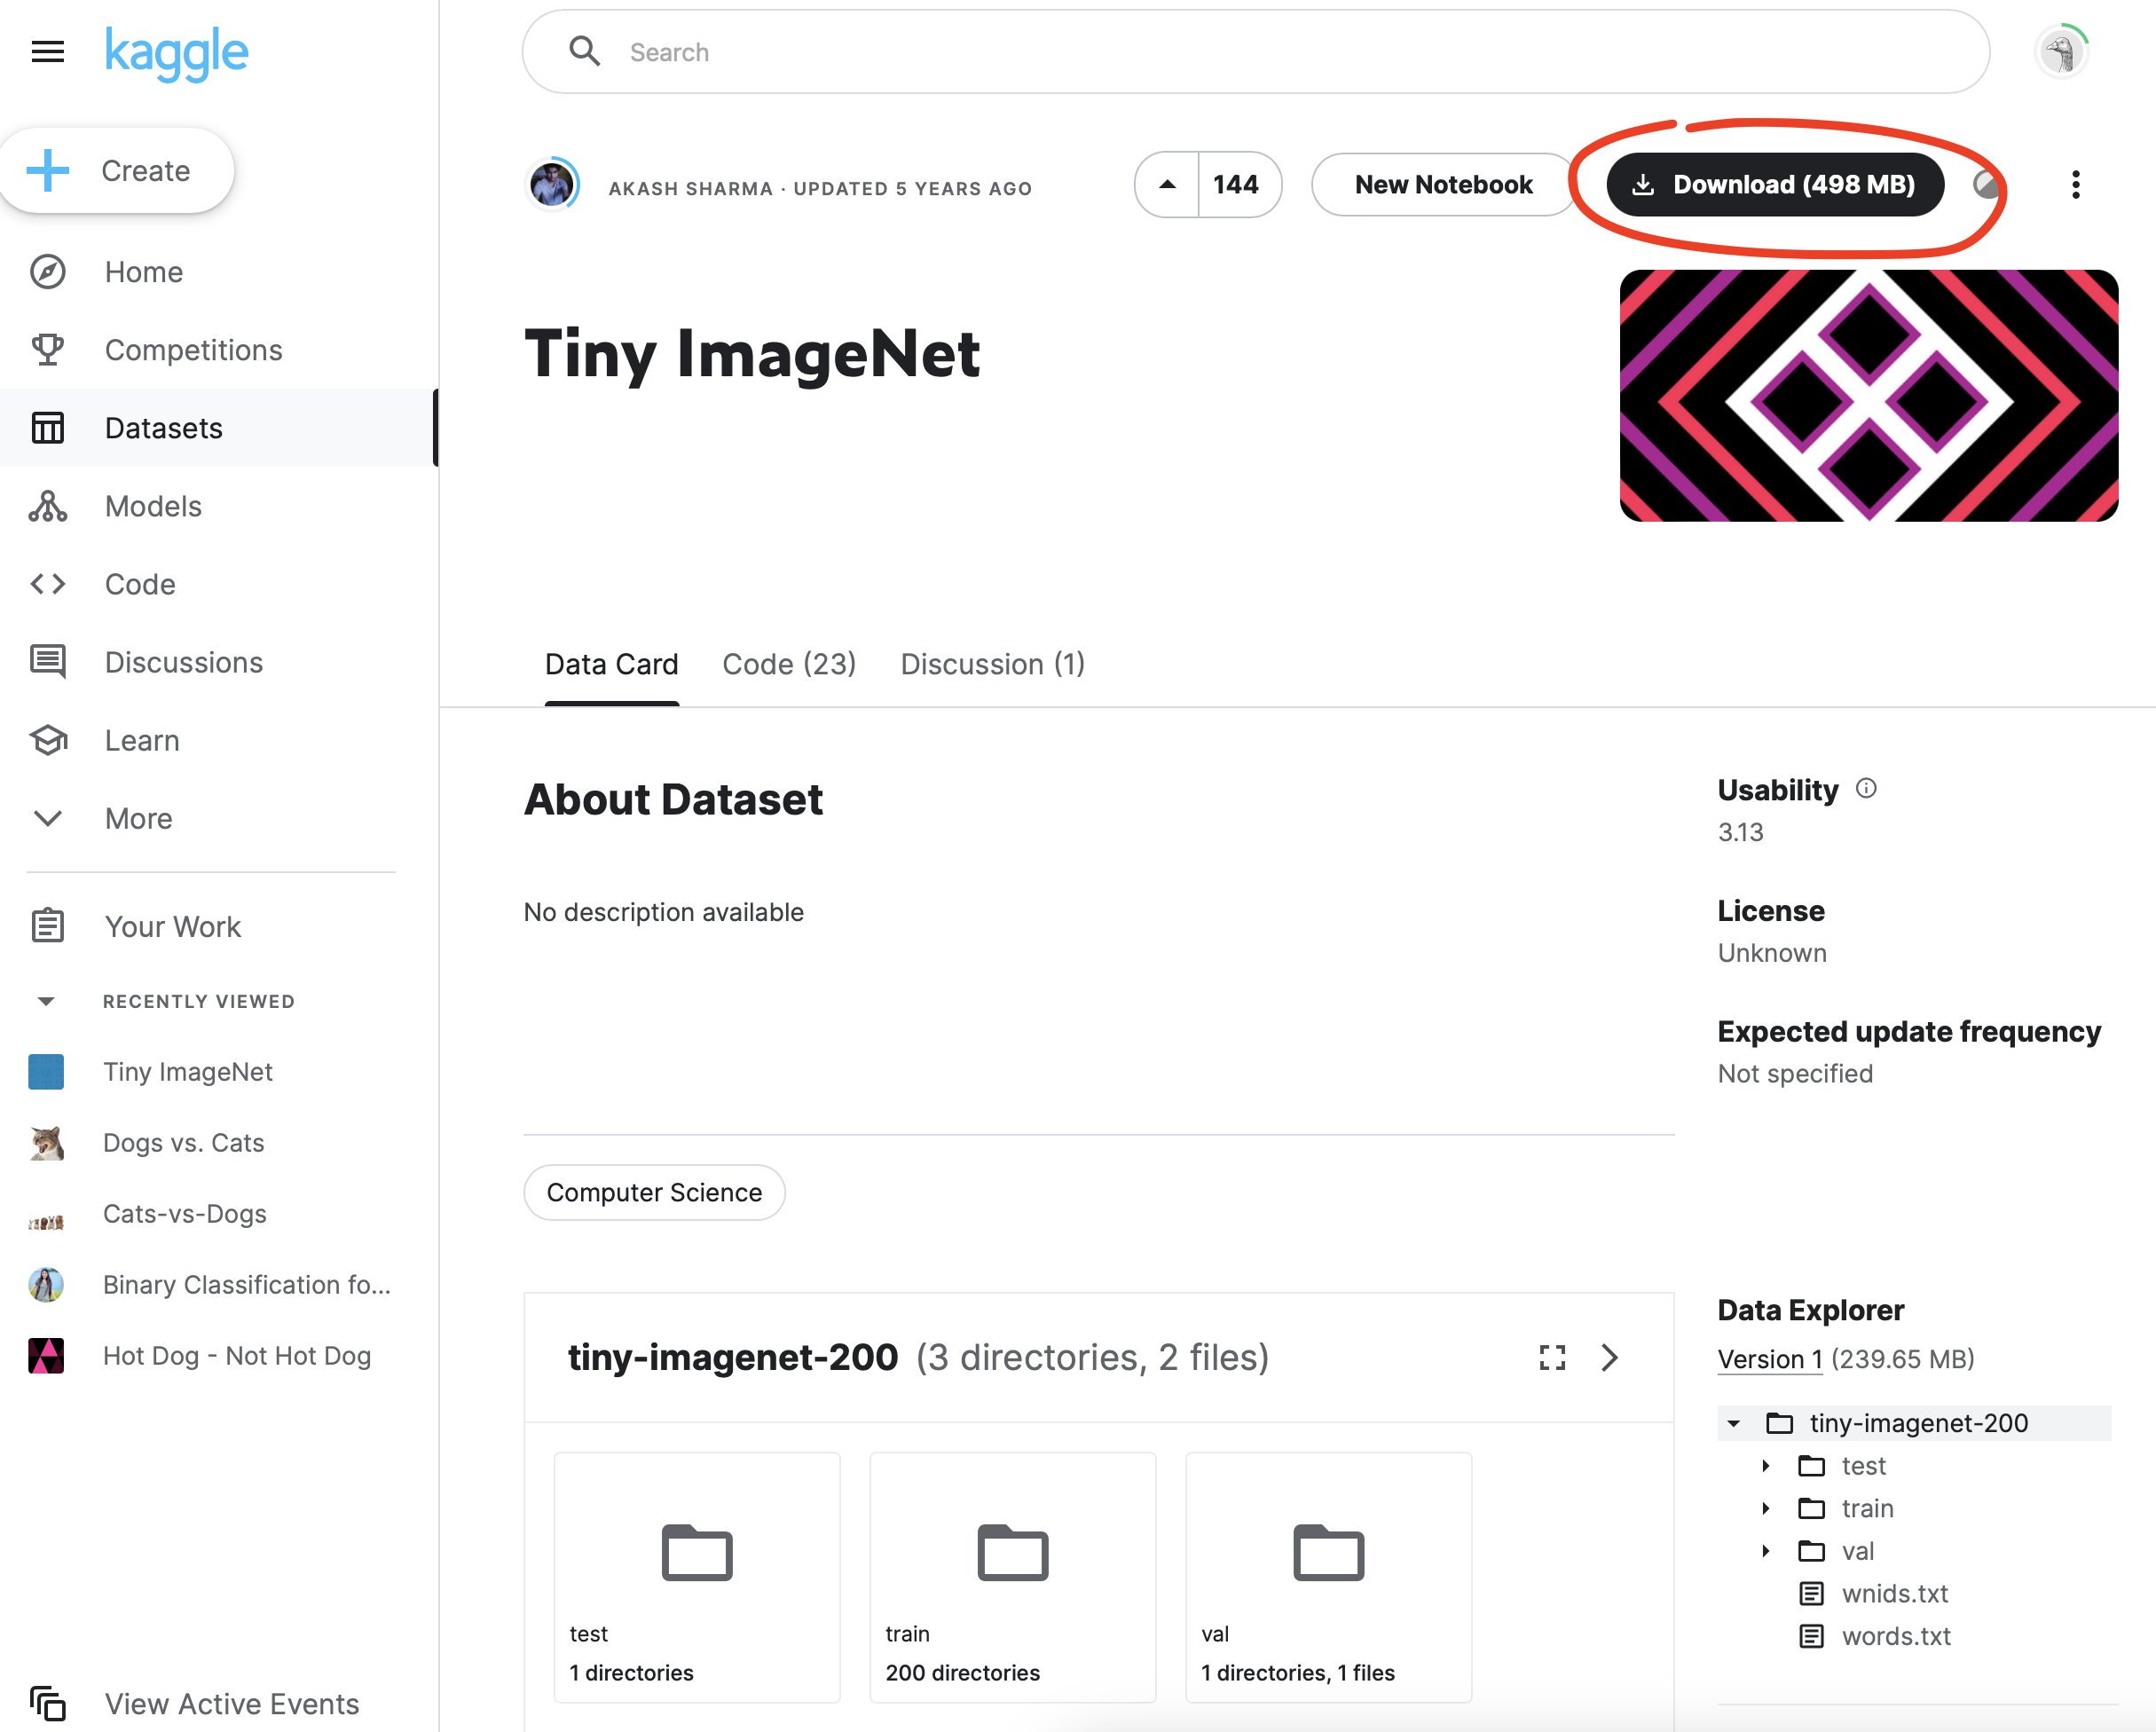 kaggle
Search
Create
Home
Competitions
Datasets
Models
Code
Discussions
Learn
More
Your Work
RECENTLY VIEWED
Tiny ImageNet
Dogs vs. Cats
Cats-vs-Dogs
Binary Classification fo...
Hot Dog - Not Hot Dog
View Active Events
AKASH SHARMA · UPDATED 5 YEARS AGO
144
New Notebook
Download (498 MB)
Tiny ImageNet
Data Card
Code (23)
Discussion (1)
About Dataset
No description available
Usability
3.13
License
Unknown
Expected update frequency
Not specified
Computer Science
tiny-imagenet-200 (3 directories, 2 files)
test
1 directories
train
200 directories
val
1 directories, 1 files
Data Explorer
Version 1 (239.65 MB)
tiny-imagenet-200
test
train
val
wnids.txt
words.txt